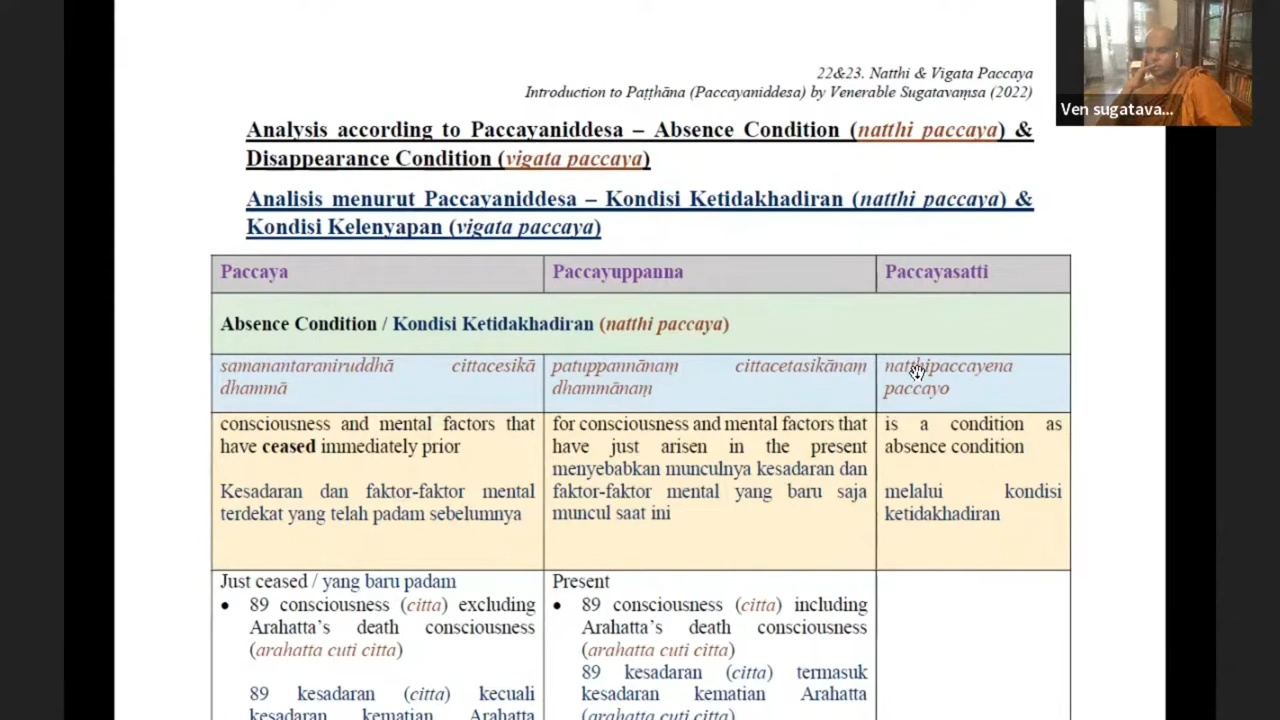 22&23. Natthi & Vigata Paccaya
Introduction to Paṭṭhāna (Paccayaniddesa) by Venerable Sugatavaṃsa (2022)
Ven sugatava...
Analysis according to Paccayaniddesa – Absence Condition (natthi paccaya) &
Disappearance Condition (vigata paccaya)
Analisis menurut Paccayaniddesa – Kondisi Ketidakhadiran (natthi paccaya) &
Kondisi Kelenyapan (vigata paccaya)
Paccaya
Paccayuppanna
Paccayasatti
Absence Condition / Kondisi Ketidakhadiran (natthi paccaya)
samanantaraniruddhā cittacesikā
dhammā
patuppannānaṃ cittacetasikānaṃ
dhammānaṃ
natthipaccayena
paccayo
consciousness and mental factors that
have ceased immediately prior
Kesadaran dan faktor-faktor mental
terdekat yang telah padam sebelumnya
for consciousness and mental factors that
have just arisen in the present
menyebabkan munculnya kesadaran dan
faktor-faktor mental yang baru saja
muncul saat ini
is a condition as
absence condition
melalui kondisi
ketidakhadiran
Just ceased / yang baru padam
• 89 consciousness (citta) excluding
Arahatta's death consciousness
(arahatta cuti citta)
89 kesadaran (citta) kecuali
kesadaran kematian Arahatta
Present
• 89 consciousness (citta) including
Arahatta's death consciousness
(arahatta cuti citta)
89 kesadaran (citta) termasuk
kesadaran kematian Arahatta
(arahatta cuti citta)